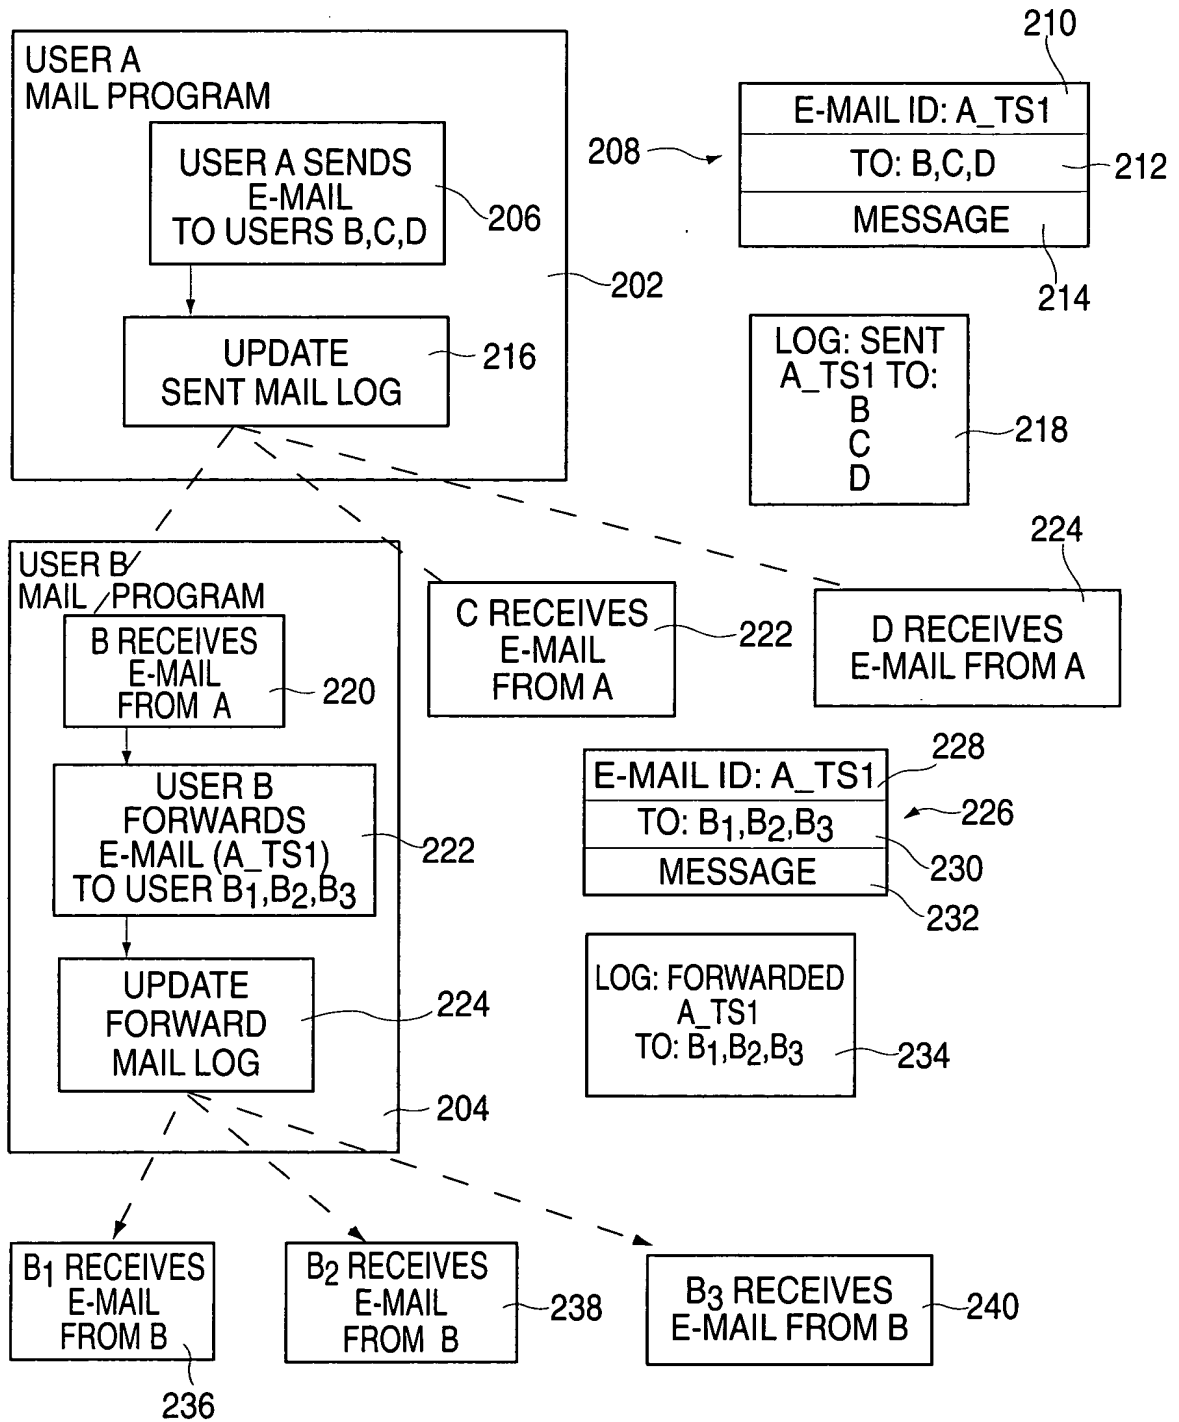 USER A
MAIL PROGRAM
USER A SENDS
E-MAIL
TO USERS B,C,D
206
202
UPDATE
SENT MAIL LOG
216
210
208
E-MAIL ID: A_TS1
TO: B,C,D
212
MESSAGE
214
LOG: SENT
A_TS1 TO:
B
C
D
218
USER B
MAIL PROGRAM
B RECEIVES
E-MAIL
FROM A
220
C RECEIVES
E-MAIL
FROM A
222
224
D RECEIVES
E-MAIL FROM A
USER B
FORWARDS
E-MAIL (A_TS1)
TO USER B1,B2,B3
222
228
E-MAIL ID: A_TS1
226
TO: B1,B2,B3
230
MESSAGE
232
UPDATE
FORWARD
MAIL LOG
224
204
LOG: FORWARDED
A_TS1
TO: B1,B2,B3
234
B1 RECEIVES
E-MAIL
FROM B
236
B2 RECEIVES
E-MAIL
FROM B
238
B3 RECEIVES
E-MAIL FROM B
240